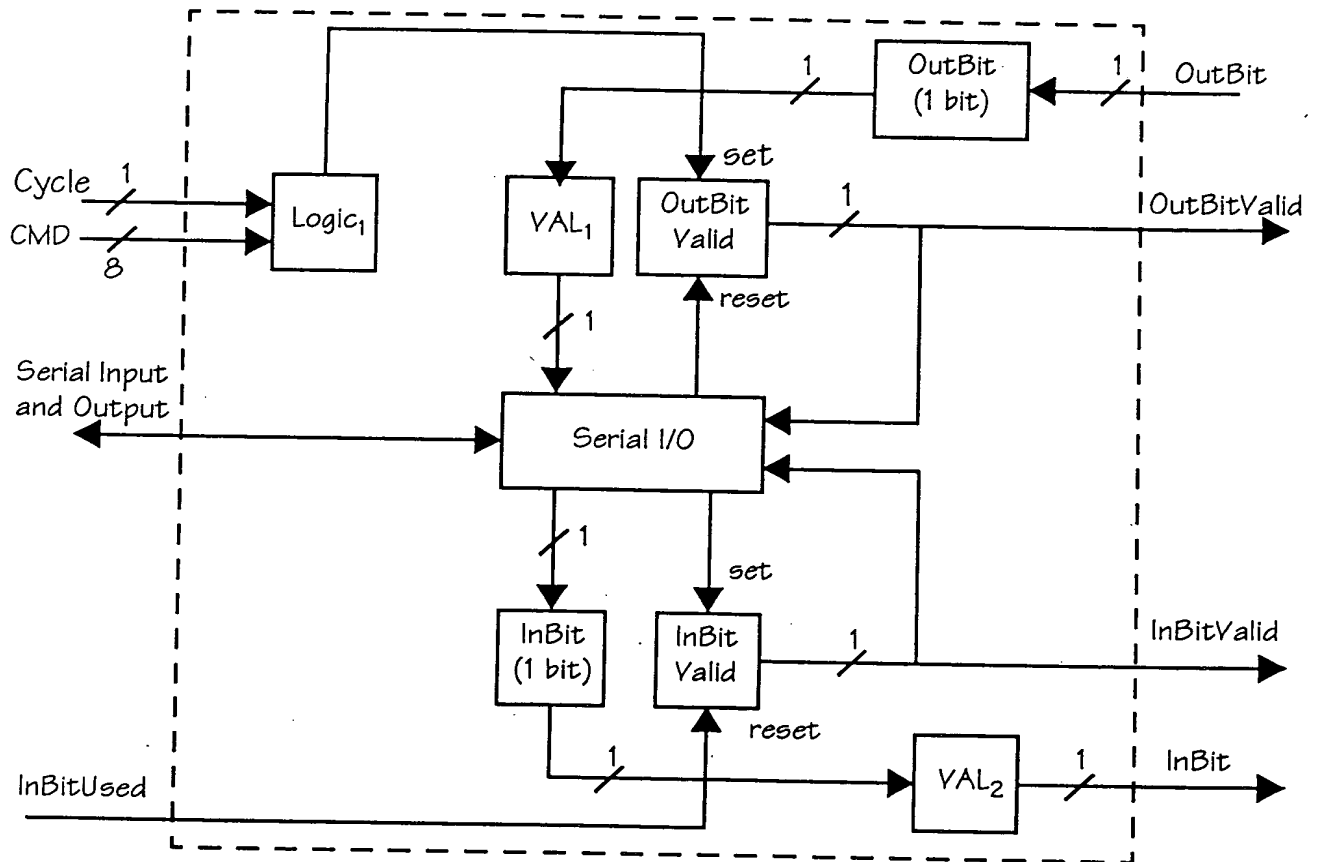 1
OutBit
(1 bit)
1
OutBit
set
Cycle
1
CMD
8
Logic1
VAL1
OutBit
Valid
1
OutBitValid
reset
1
Serial Input
and Output
Serial I/O
1
set
InBit
(1 bit)
InBit
Valid
1
InBitValid
reset
1
VAL2
1
InBit
InBitUsed